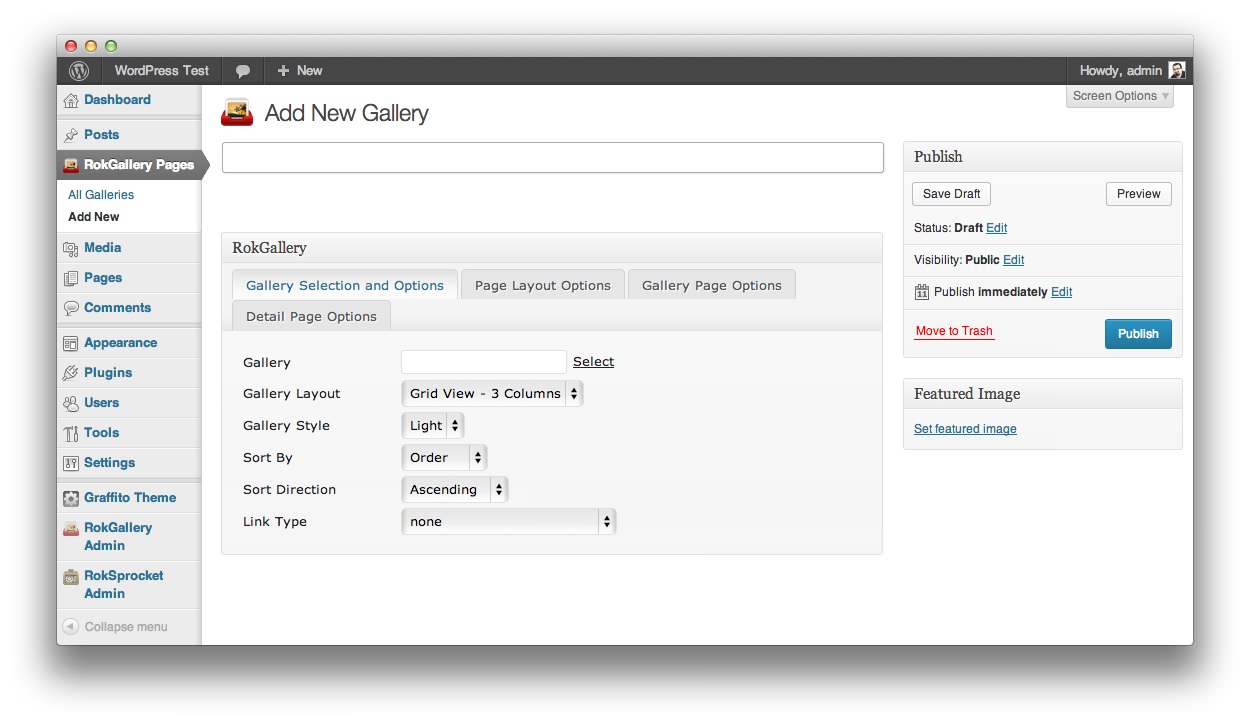 WordPress Test
+ New
Howdy, admin
Screen Options
Dashboard
Posts
RokGallery Pages
All Galleries
Add New
Media
Pages
Comments
Appearance
Plugins
Users
Tools
Settings
Graffito Theme
RokGallery
Admin
RokSprocket
Admin
Collapse menu
Add New Gallery
RokGallery
Gallery Selection and Options
Page Layout Options
Gallery Page Options
Detail Page Options
Gallery Select
Gallery Layout Grid View - 3 Columns
Gallery Style Light
Sort By Order
Sort Direction Ascending
Link Type none
Publish
Save Draft
Preview
Status: Draft Edit
Visibility: Public Edit
11 Publish immediately Edit
Move to Trash
Publish
Featured Image
Set featured image